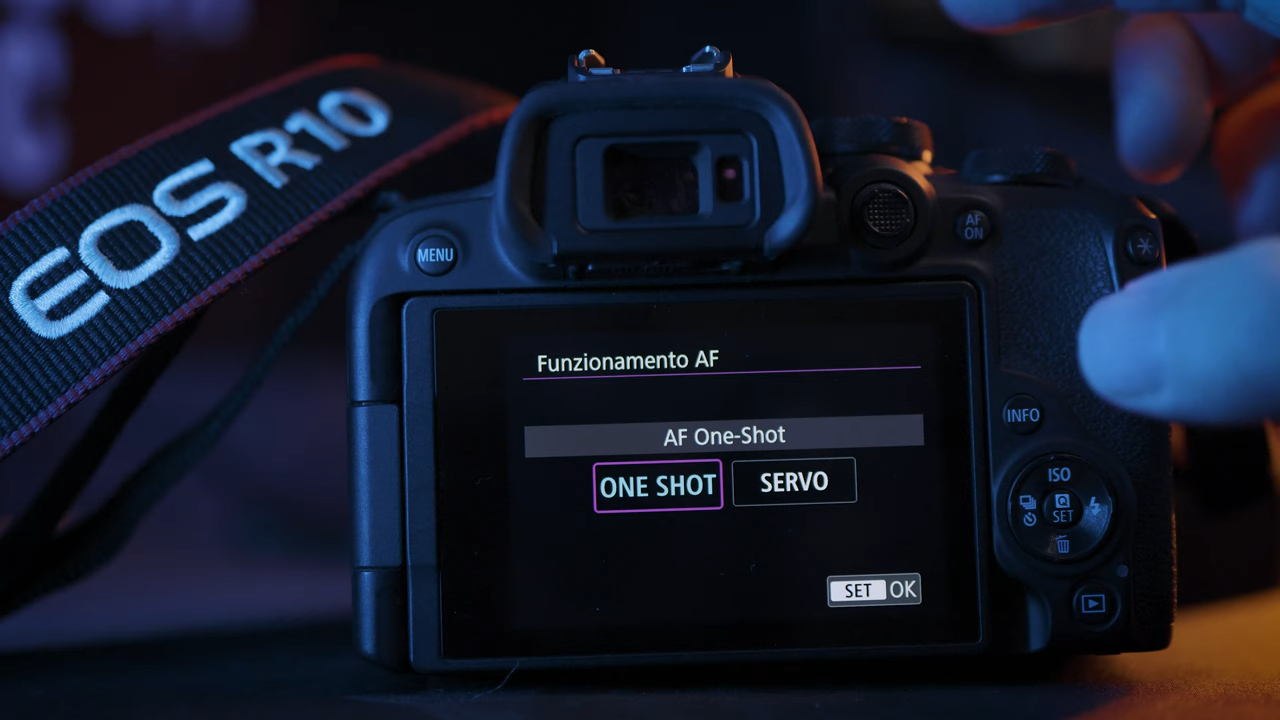 EOS R10
MENU
AF
ON
Funzionamento AF
AF One-Shot
ONE SHOT
SERVO
SET OK
INFO
ISO
Q
SET